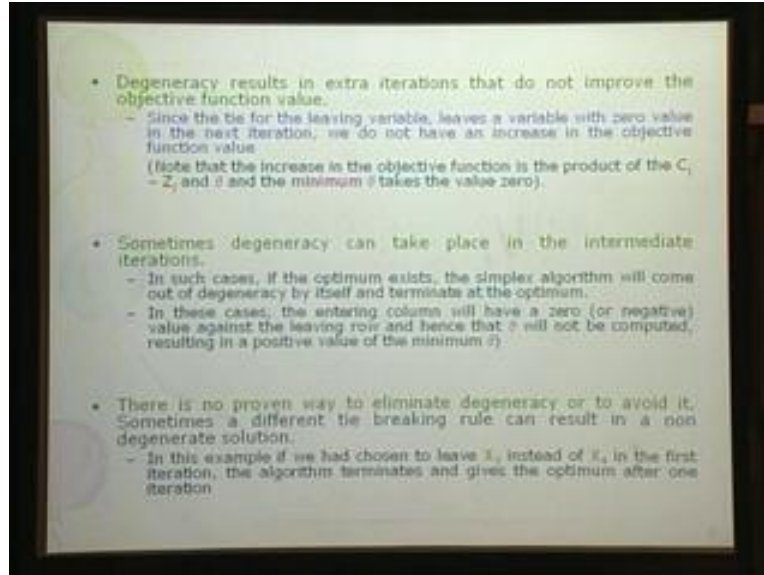 • Degeneracy results in extra iterations that do not improve the
objective function value.
– Since the tie for the leaving variable, leaves a variable with zero value
in the next iteration, we do not have an increase in the objective
function value
(Note that the increase in the objective function is the product of the Cj
– Zj and θ and the minimum θ takes the value zero).
• Sometimes degeneracy can take place in the intermediate
iterations.
– In such cases, if the optimum exists, the simplex algorithm will come
out of degeneracy by itself and terminate at the optimum.
– In these cases, the entering column will have a zero (or negative)
value against the leaving row and hence that θ will not be computed,
resulting in a positive value of the minimum θ)
• There is no proven way to eliminate degeneracy or to avoid it.
Sometimes a different tie breaking rule can result in a non
degenerate solution.
– In this example if we had chosen to leave instead of X₄ in the first
iteration, the algorithm terminates and gives the optimum after one
iteration